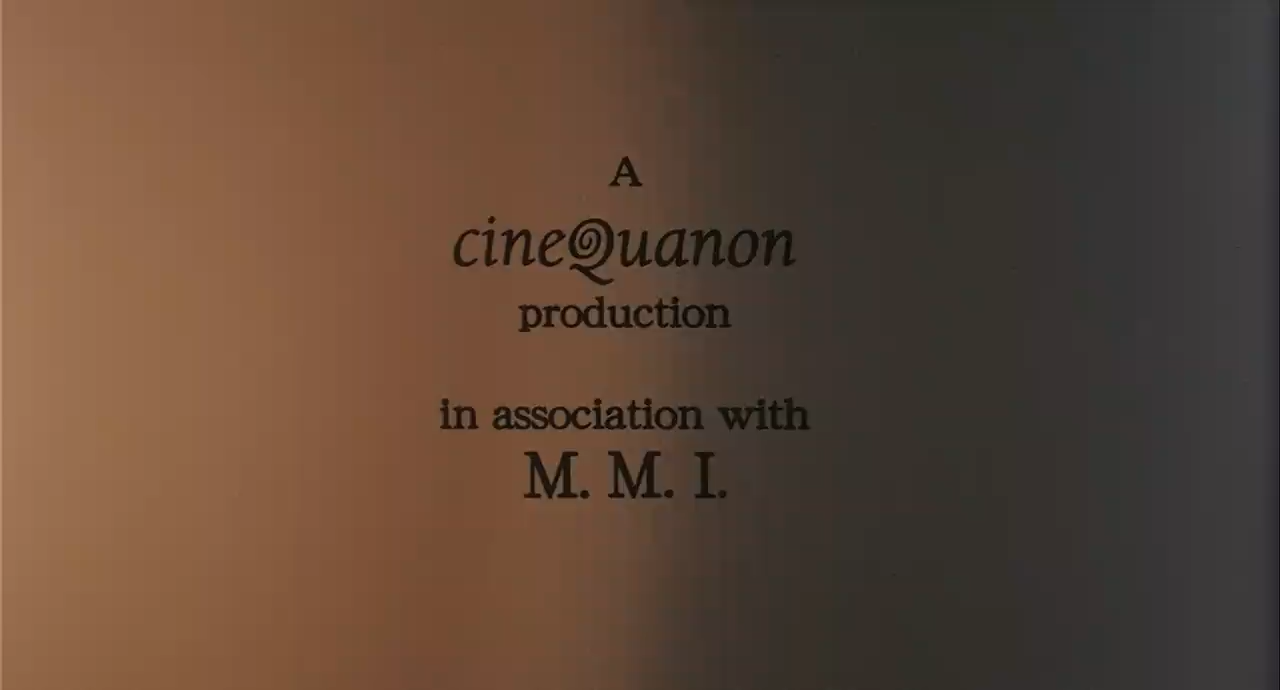 A
cineQuanon
production
in association with
M. M. I.